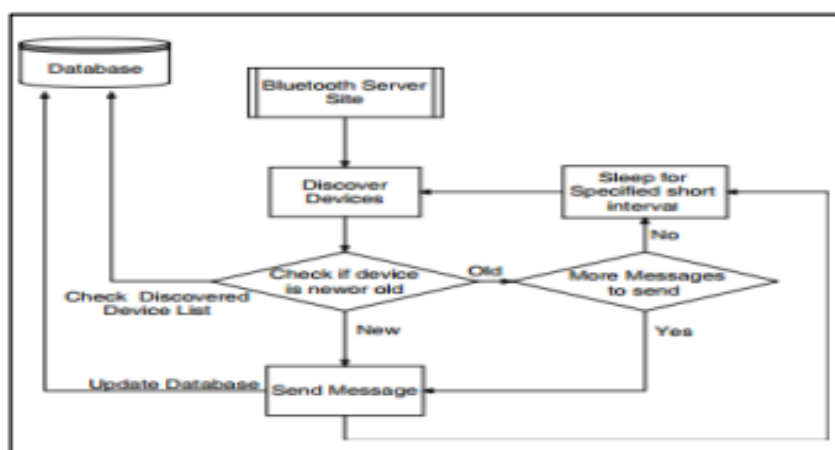 Database
Bluetooth Server
Site
Discover
Devices
Sleep for
Specified short
interval
No
Check if device
is newor old
Old
More Messages
to send
Check Discovered
Device List
New
Yes
Update Database
Send Message